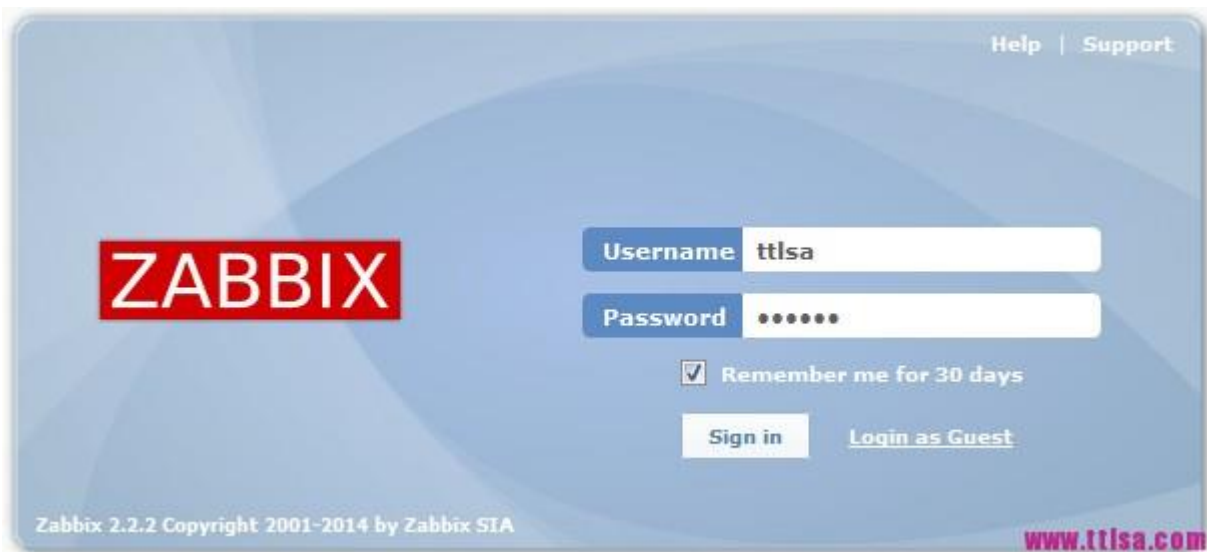 Help | Support
ZABBIX
Username ttlsa
Password ••••••
Remember me for 30 days
Sign in Login as Guest
Zabbix 2.2.2 Copyright 2001-2014 by Zabbix SIA
www.ttlsa.com